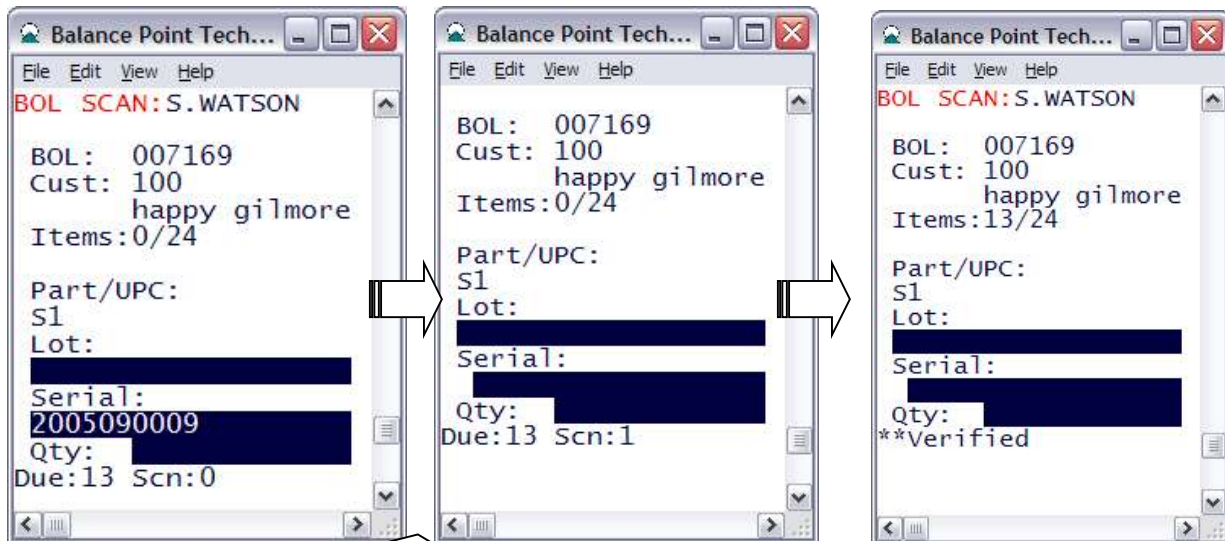 Balance Point Tech...
File Edit View Help
BOL SCAN:S.WATSON
BOL: 007169
Cust: 100
happy gilmore
Items:0/24
Part/UPC:
S1
Lot:
Serial:
2005090009
Qty:
Due:13 Scn:0
Balance Point Tech...
File Edit View Help
BOL: 007169
Cust: 100
happy gilmore
Items:0/24
Part/UPC:
S1
Lot:
Serial:
Qty:
Due:13 Scn:1
Balance Point Tech...
File Edit View Help
BOL SCAN:S.WATSON
BOL: 007169
Cust: 100
happy gilmore
Items:13/24
Part/UPC:
S1
Lot:
Serial:
Qty:
**Verified